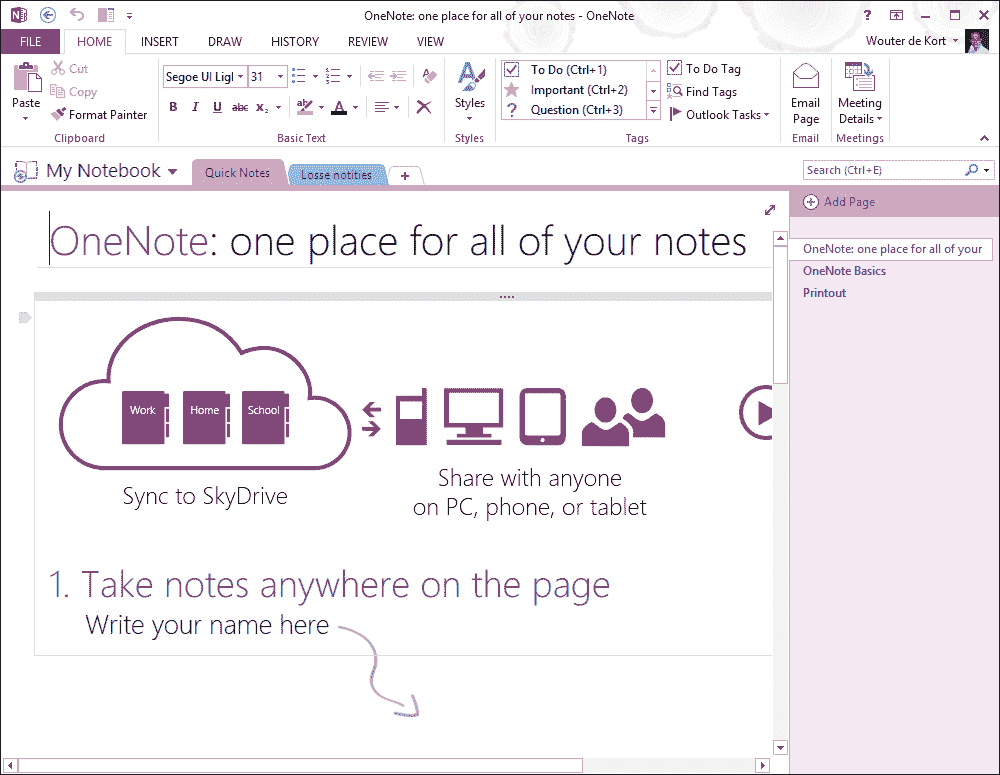 OneNote: one place for all of your notes - OneNote
?
FILE HOME INSERT DRAW HISTORY REVIEW VIEW Wouter de Kort
Paste
Cut
Copy
Format Painter
Clipboard
Segoe UI Ligl 31
B I U abc X₂ ab A
Basic Text
Styles
Styles
To Do (Ctrl+1)
Important (Ctrl+2)
? Question (Ctrl+3)
To Do Tag
Find Tags
Outlook Tasks
Tags
Email
Page
Email
Meeting
Details
Meetings
My Notebook Quick Notes Losse notities + Search (Ctrl+E)
Add Page
OneNote: one place for all of your
OneNote Basics
Printout
OneNote: one place for all of your notes
Work Home School
Sync to SkyDrive
Share with anyone
on PC, phone, or tablet
1. Take notes anywhere on the page
Write your name here